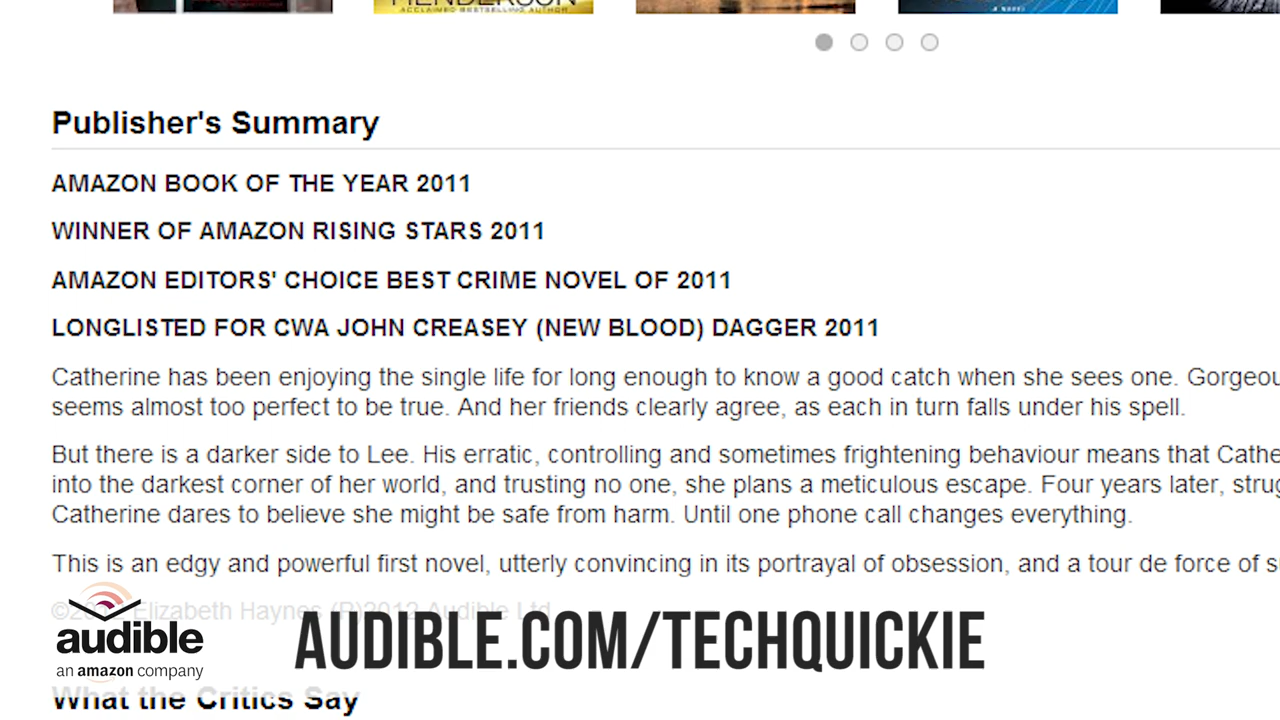 HENDERSON
ACCLAIMED BESTSELLING AUTHOR
A NOVEL
Publisher's Summary
AMAZON BOOK OF THE YEAR 2011
WINNER OF AMAZON RISING STARS 2011
AMAZON EDITORS' CHOICE BEST CRIME NOVEL OF 2011
LONGLISTED FOR CWA JOHN CREASEY (NEW BLOOD) DAGGER 2011
Catherine has been enjoying the single life for long enough to know a good catch when she sees one. Gorgeou
seems almost too perfect to be true. And her friends clearly agree, as each in turn falls under his spell.
But there is a darker side to Lee. His erratic, controlling and sometimes frightening behaviour means that Cathe
into the darkest corner of her world, and trusting no one, she plans a meticulous escape. Four years later, strug
Catherine dares to believe she might be safe from harm. Until one phone call changes everything.
This is an edgy and powerful first novel, utterly convincing in its portrayal of obsession, and a tour de force of s
Elizabeth Haynes (P)2012 Audible Ltd
audible
an amazon company
AUDIBLE.COM/TECHQUICKIE
What the Critics Say